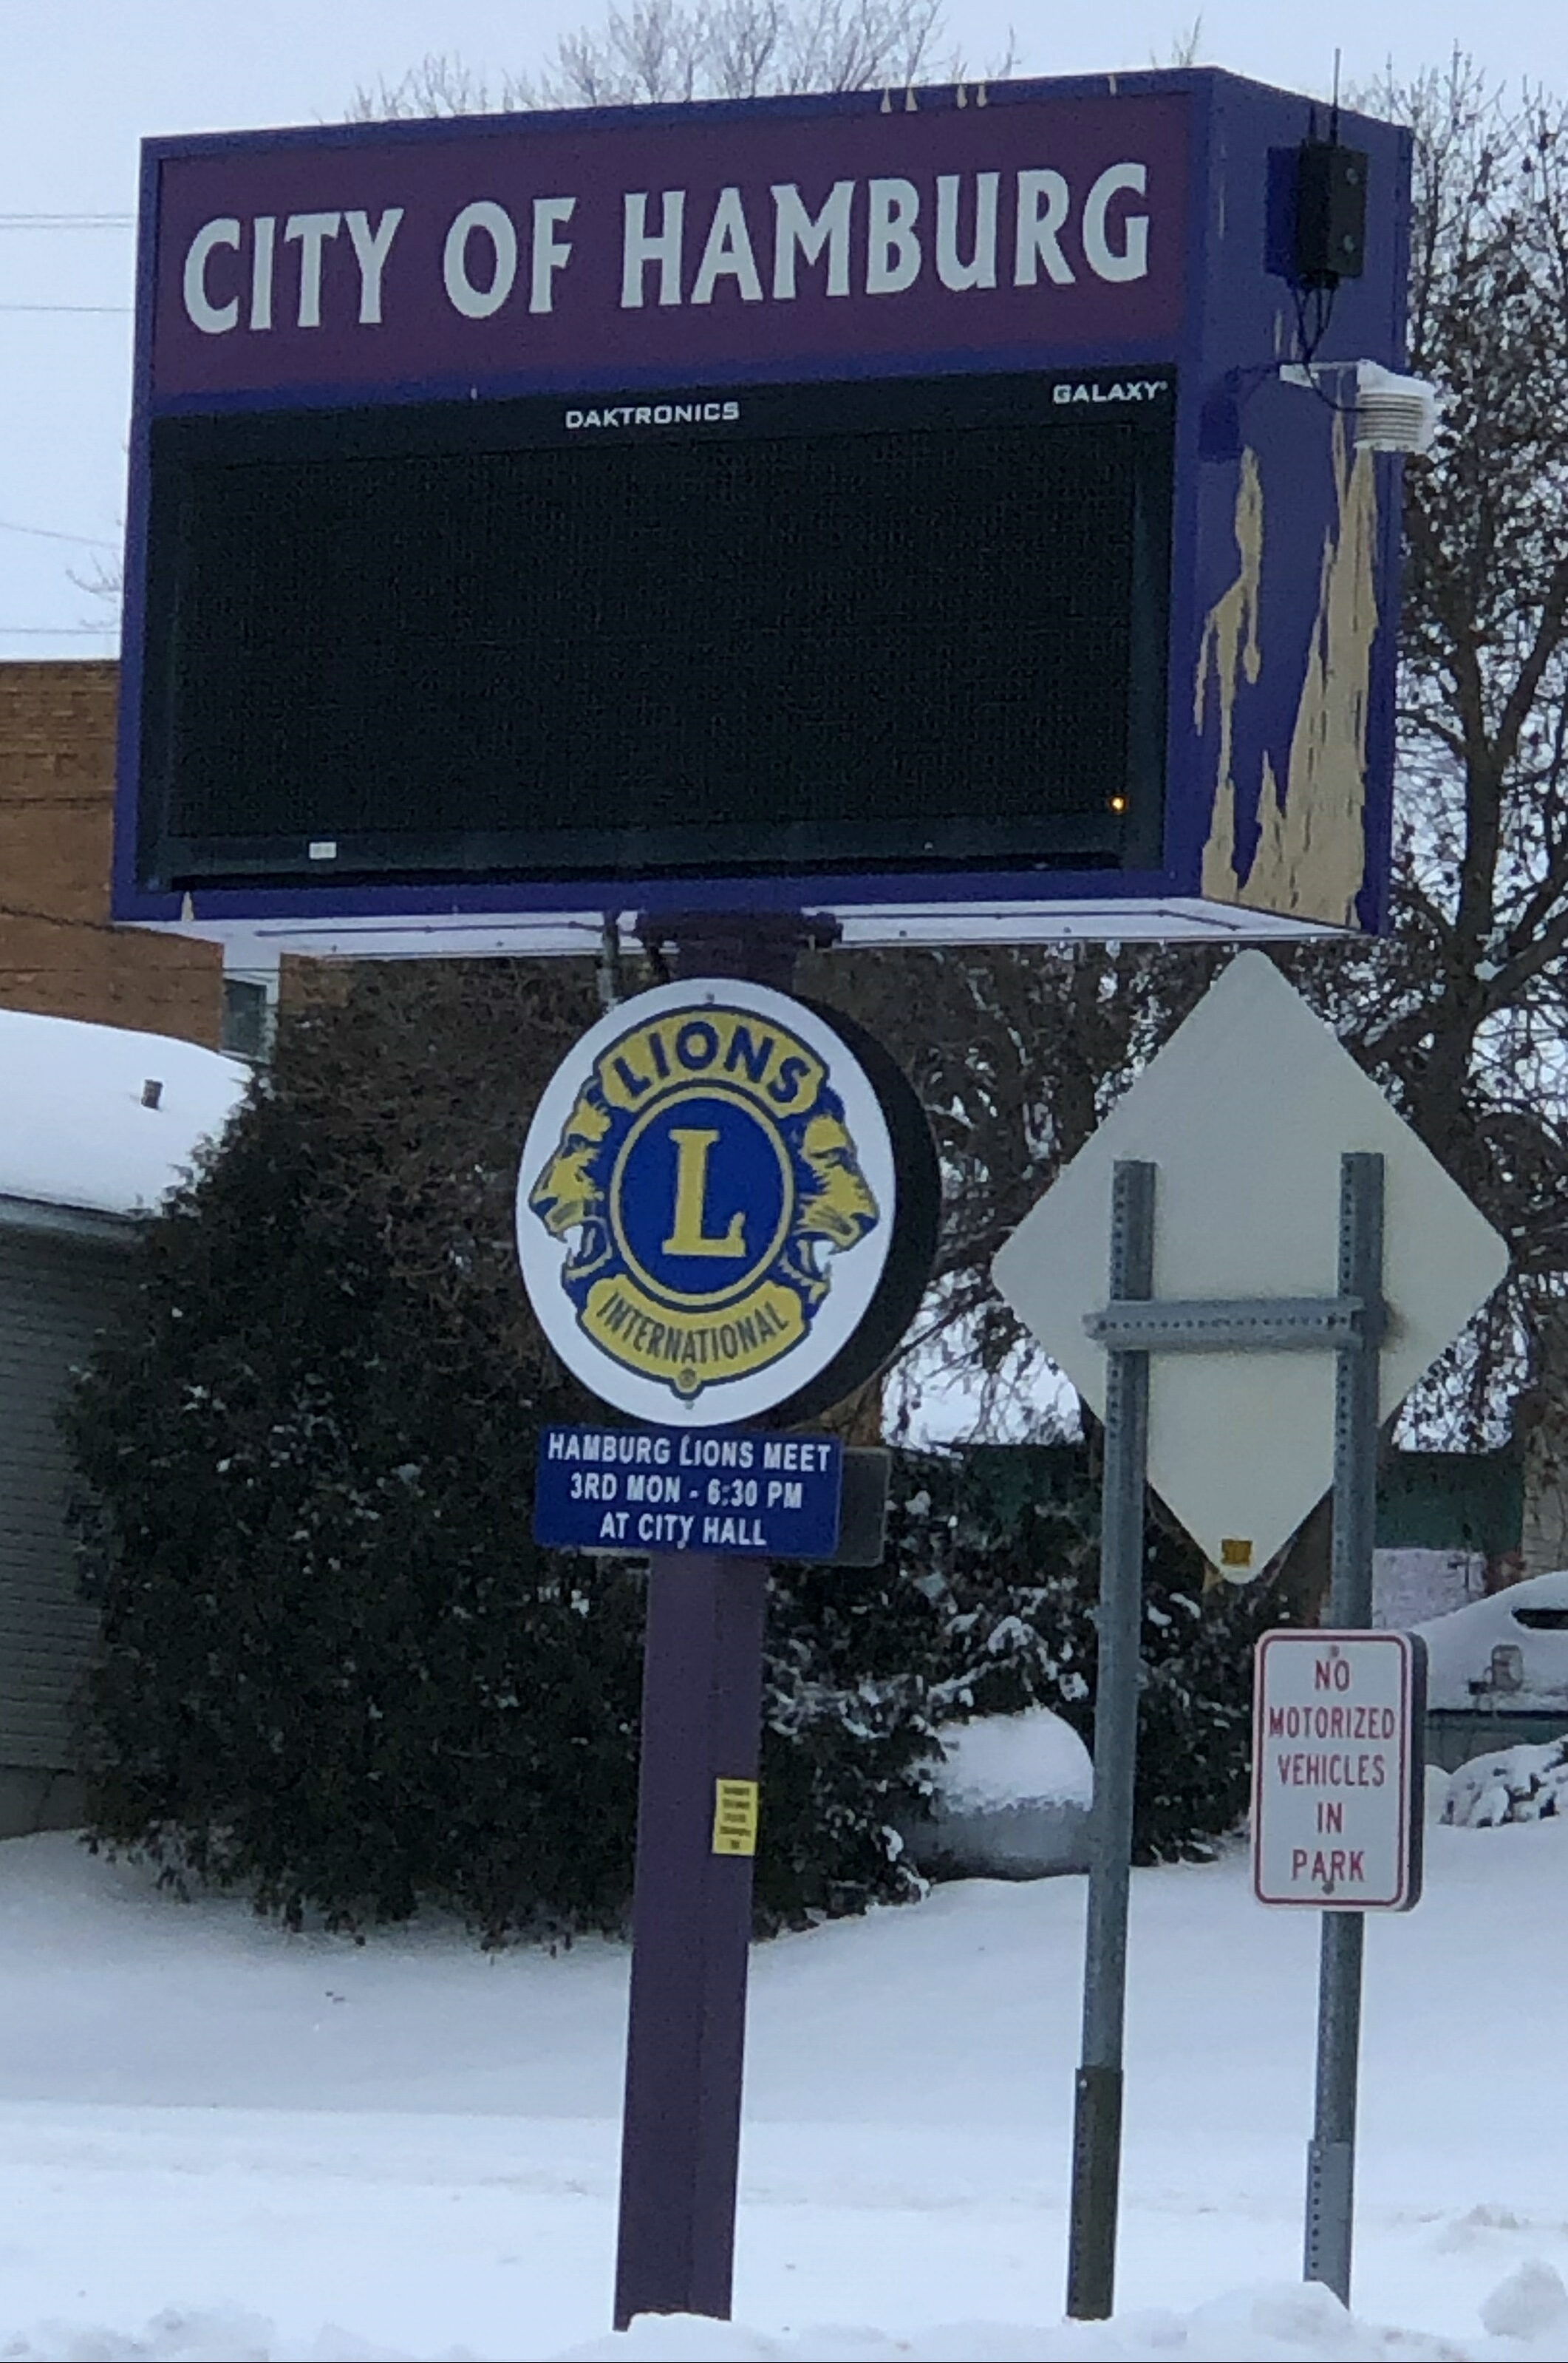 CITY OF HAMBURG
DAKTRONICS
GALAXY
LIONS
L
INTERNATIONAL
®
HAMBURG LIONS MEET
3RD MON - 6:30 PM
AT CITY HALL
NO
MOTORIZED
VEHICLES
IN
PARK